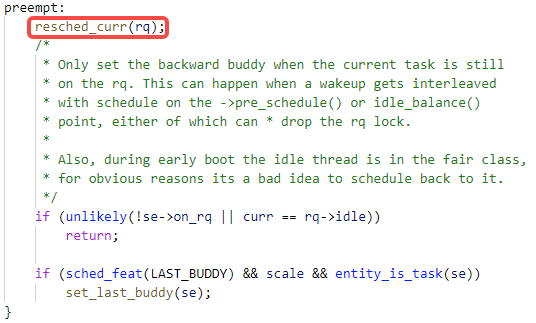 preempt:
    resched_curr(rq);
    /*
     * Only set the backward buddy when the current task is still
     * on the rq. This can happen when a wakeup gets interleaved
     * with schedule on the ->pre_schedule() or idle_balance()
     * point, either of which can * drop the rq lock.
     *
     * Also, during early boot the idle thread is in the fair class,
     * for obvious reasons its a bad idea to schedule back to it.
     */
    if (unlikely(!se->on_rq || curr == rq->idle))
        return;

    if (sched_feat(LAST_BUDDY) && scale && entity_is_task(se))
        set_last_buddy(se);
}